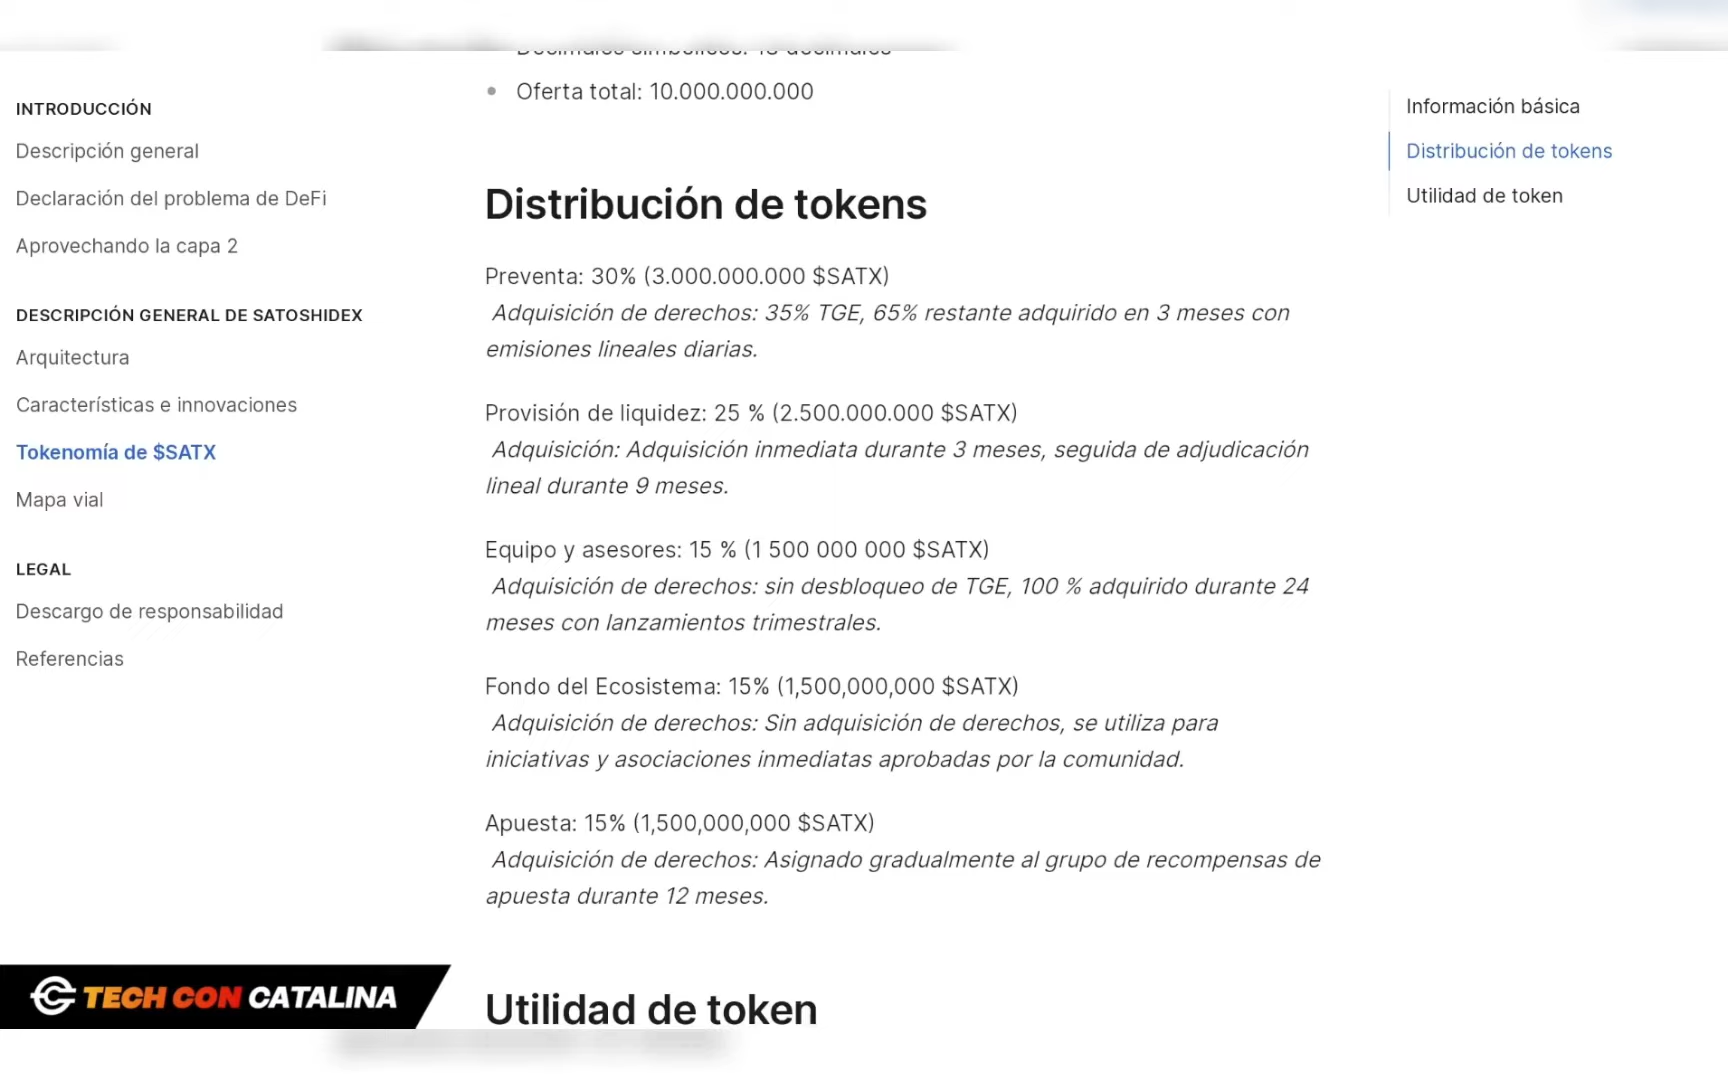 Decimales simbólicos: 18 decimales
Oferta total: 10.000.000.000
INTRODUCCIÓN
Descripción general
Declaración del problema de DeFi
Aprovechando la capa 2
DESCRIPCIÓN GENERAL DE SATOSHIDEX
Arquitectura
Características e innovaciones
Tokenomía de $SATX
Mapa vial
LEGAL
Descargo de responsabilidad
Referencias
Distribución de tokens
Preventa: 30% (3.000.000.000 $SATX)
Adquisición de derechos: 35% TGE, 65% restante adquirido en 3 meses con
emisiones lineales diarias.
Provisión de liquidez: 25 % (2.500.000.000 $SATX)
Adquisición: Adquisición inmediata durante 3 meses, seguida de adjudicación
lineal durante 9 meses.
Equipo y asesores: 15 % (1 500 000 000 $SATX)
Adquisición de derechos: sin desbloqueo de TGE, 100 % adquirido durante 24
meses con lanzamientos trimestrales.
Fondo del Ecosistema: 15% (1,500,000,000 $SATX)
Adquisición de derechos: Sin adquisición de derechos, se utiliza para
iniciativas y asociaciones inmediatas aprobadas por la comunidad.
Apuesta: 15% (1,500,000,000 $SATX)
Adquisición de derechos: Asignado gradualmente al grupo de recompensas de
apuesta durante 12 meses.
Utilidad de token
Información básica
Distribución de tokens
Utilidad de token
TECH CON CATALINA